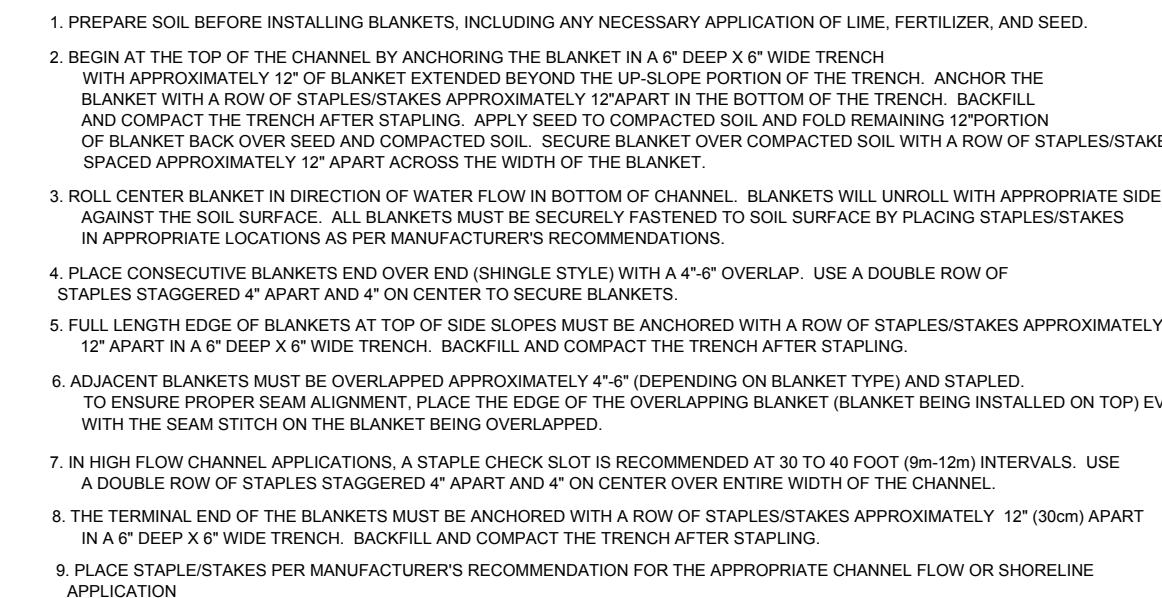 1. PREPARE SOIL BEFORE INSTALLING BLANKETS, INCLUDING ANY NECESSARY APPLICATION OF LIME, FERTILIZER, AND SEED.
2. BEGIN AT THE TOP OF THE CHANNEL BY ANCHORING THE BLANKET IN A 6" DEEP X 6" WIDE TRENCH
WITH APPROXIMATELY 12" OF BLANKET EXTENDED BEYOND THE UP-SLOPE PORTION OF THE TRENCH. ANCHOR THE
BLANKET WITH A ROW OF STAPLES/STAKES APPROXIMATELY 12"APART IN THE BOTTOM OF THE TRENCH. BACKFILL
AND COMPACT THE TRENCH AFTER STAPLING. APPLY SEED TO COMPACTED SOIL AND FOLD REMAINING 12"PORTION
OF BLANKET BACK OVER SEED AND COMPACTED SOIL. SECURE BLANKET OVER COMPACTED SOIL WITH A ROW OF STAPLES/STAKE
SPACED APPROXIMATELY 12" APART ACROSS THE WIDTH OF THE BLANKET.
3. ROLL CENTER BLANKET IN DIRECTION OF WATER FLOW IN BOTTOM OF CHANNEL. BLANKETS WILL UNROLL WITH APPROPRIATE SIDE
AGAINST THE SOIL SURFACE. ALL BLANKETS MUST BE SECURELY FASTENED TO SOIL SURFACE BY PLACING STAPLES/STAKES
IN APPROPRIATE LOCATIONS AS PER MANUFACTURER'S RECOMMENDATIONS.
4. PLACE CONSECUTIVE BLANKETS END OVER END (SHINGLE STYLE) WITH A 4"-6" OVERLAP. USE A DOUBLE ROW OF
STAPLES STAGGERED 4" APART AND 4" ON CENTER TO SECURE BLANKETS.
5. FULL LENGTH EDGE OF BLANKETS AT TOP OF SIDE SLOPES MUST BE ANCHORED WITH A ROW OF STAPLES/STAKES APPROXIMATELY
12" APART IN A 6" DEEP X 6" WIDE TRENCH. BACKFILL AND COMPACT THE TRENCH AFTER STAPLING.
6. ADJACENT BLANKETS MUST BE OVERLAPPED APPROXIMATELY 4"-6" (DEPENDING ON BLANKET TYPE) AND STAPLED.
TO ENSURE PROPER SEAM ALIGNMENT, PLACE THE EDGE OF THE OVERLAPPING BLANKET (BLANKET BEING INSTALLED ON TOP) EV
WITH THE SEAM STITCH ON THE BLANKET BEING OVERLAPPED.
7. IN HIGH FLOW CHANNEL APPLICATIONS, A STAPLE CHECK SLOT IS RECOMMENDED AT 30 TO 40 FOOT (9m-12m) INTERVALS. USE
A DOUBLE ROW OF STAPLES STAGGERED 4" APART AND 4" ON CENTER OVER ENTIRE WIDTH OF THE CHANNEL.
8. THE TERMINAL END OF THE BLANKETS MUST BE ANCHORED WITH A ROW OF STAPLES/STAKES APPROXIMATELY 12" (30cm) APART
IN A 6" DEEP X 6" WIDE TRENCH. BACKFILL AND COMPACT THE TRENCH AFTER STAPLING.
9. PLACE STAPLE/STAKES PER MANUFACTURER'S RECOMMENDATION FOR THE APPROPRIATE CHANNEL FLOW OR SHORELINE
APPLICATION